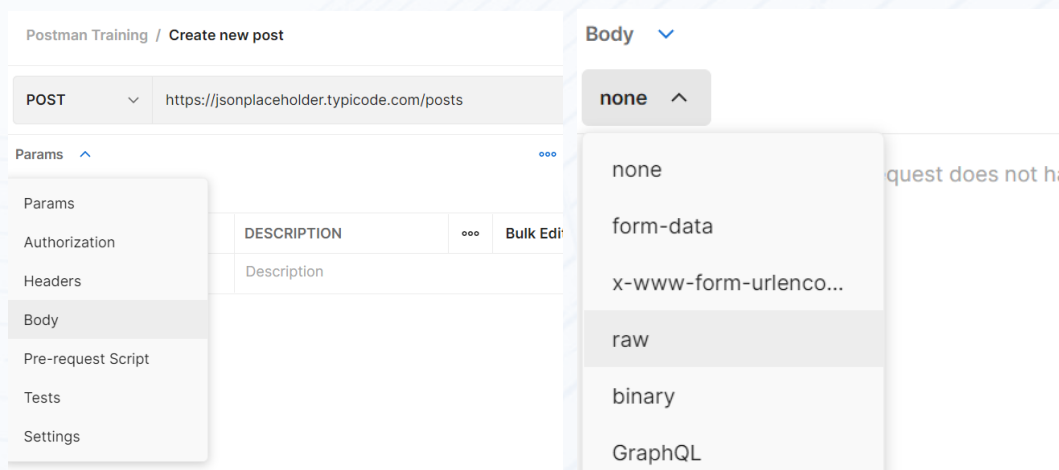 Postman Training / Create new post
POST https://jsonplaceholder.typicode.com/posts
Params
Params
Authorization
Headers
Body
Pre-request Script
Tests
Settings
DESCRIPTION Bulk Edit
Description
Body
none
quest does not
none
form-data
x-www-form-urlenco...
raw
binary
GraphQL